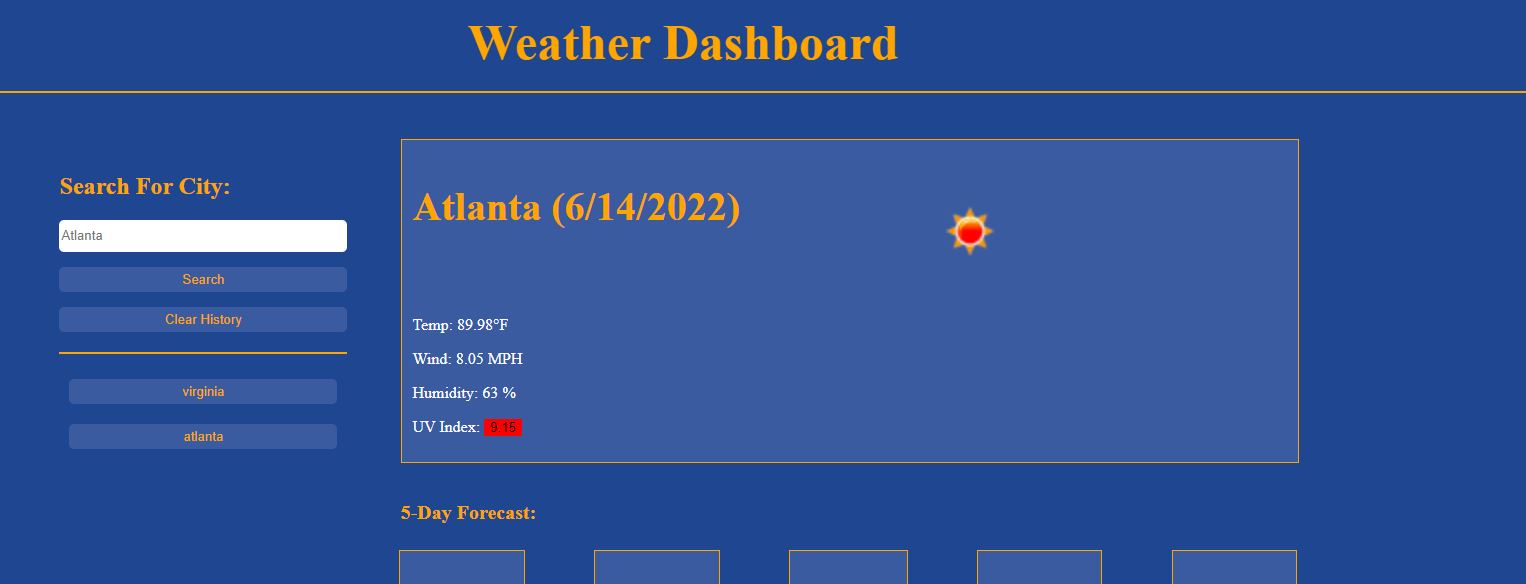 Weather Dashboard
Search For City:
Atlanta
Search
Clear History
virginia
atlanta
Atlanta (6/14/2022)
Temp: 89.98°F
Wind: 8.05 MPH
Humidity: 63 %
UV Index: 9.15
5-Day Forecast: